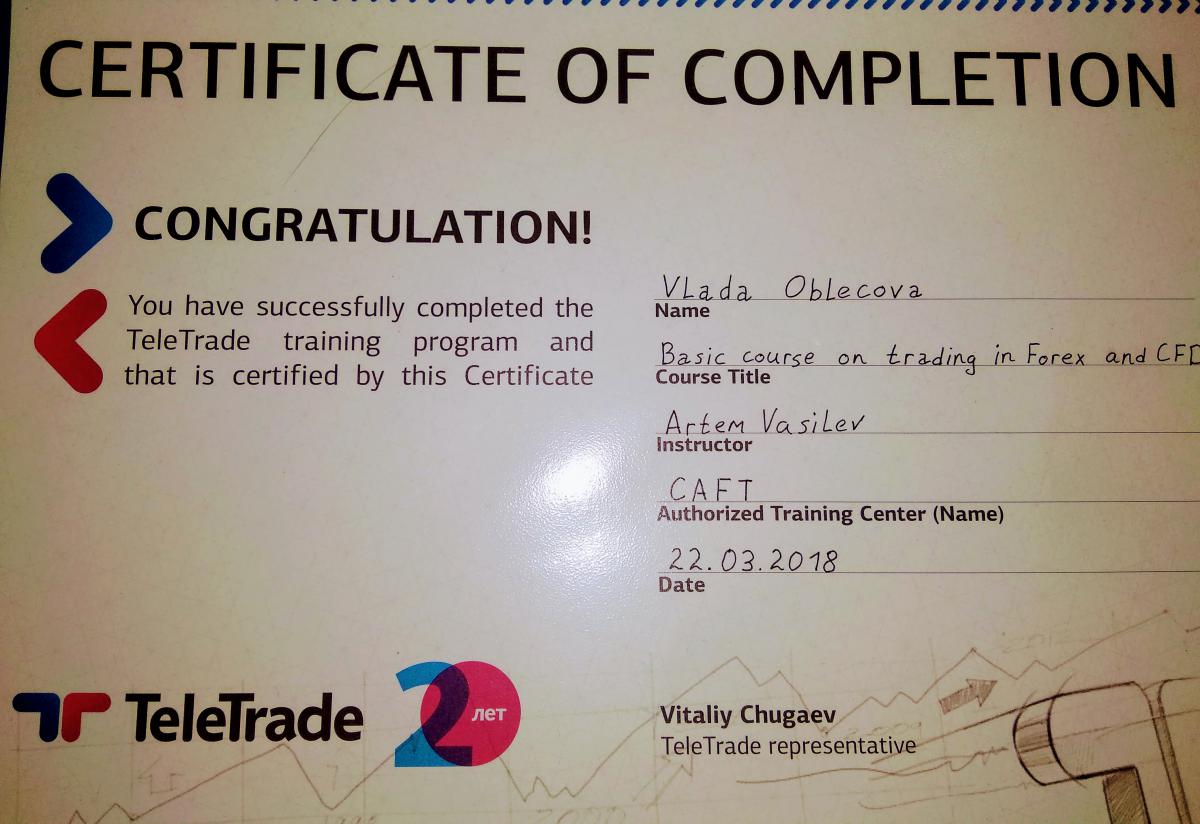 CERTIFICATE OF COMPLETION
CONGRATULATION!
You have successfully completed the
TeleTrade training program and
that is certified by this Certificate
Vlada Oblecova
Name
Basic course on trading in Forex and CFD
Course Title
Artem Vasilev
Instructor
CAFT
Authorized Training Center (Name)
22.03.2018
Date
TeleTrade
20 лет
Vitaliy Chugaev
TeleTrade representative